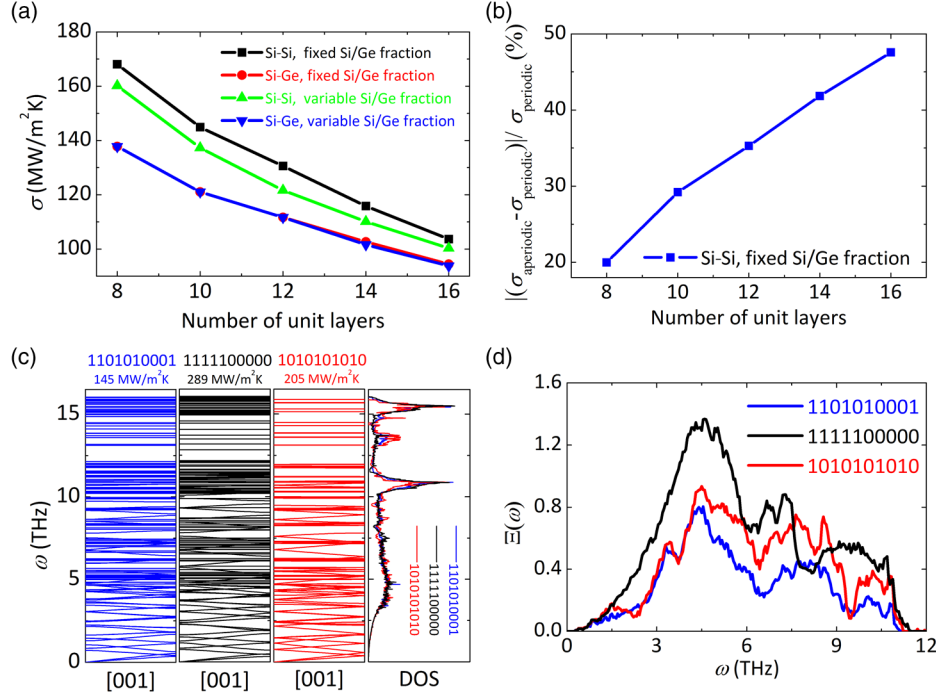 (a)
180
160
140
120
100
σ (MW/m²K)
Si-Si, fixed Si/Ge fraction
Si-Ge, fixed Si/Ge fraction
Si-Si, variable Si/Ge fraction
Si-Ge, variable Si/Ge fraction
8 10 12 14 16
Number of unit layers
(b)
50
40
30
20
|(σaperiodic-σperiodic)|/ σperiodic (%)
Si-Si, fixed Si/Ge fraction
8 10 12 14 16
Number of unit layers
(c)
1101010001 1111100000 1010101010
145 MW/m²K 289 MW/m²K 205 MW/m²K
15
10
5
0
ω (THz)
1010101010
1111100000
1101010001
[001] [001] [001] DOS
(d)
1.6
1.2
0.8
0.4
0.0
Ξ(ω)
1101010001
1111100000
1010101010
0 3 6 9 12
ω (THz)